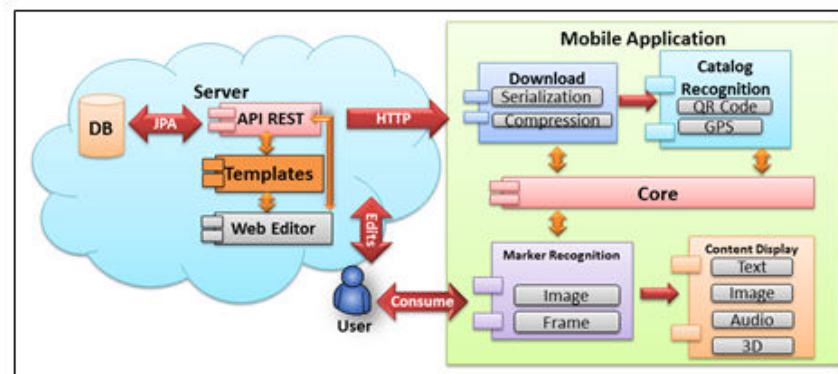 Mobile Application
Server
DB
JPA
API REST
HTTP
Templates
Web Editor
Edits
User
Consume
Download
Serialization
Compression
Catalog
Recognition
QR Code
GPS
Core
Marker Recognition
Image
Frame
Content Display
Text
Image
Audio
3D